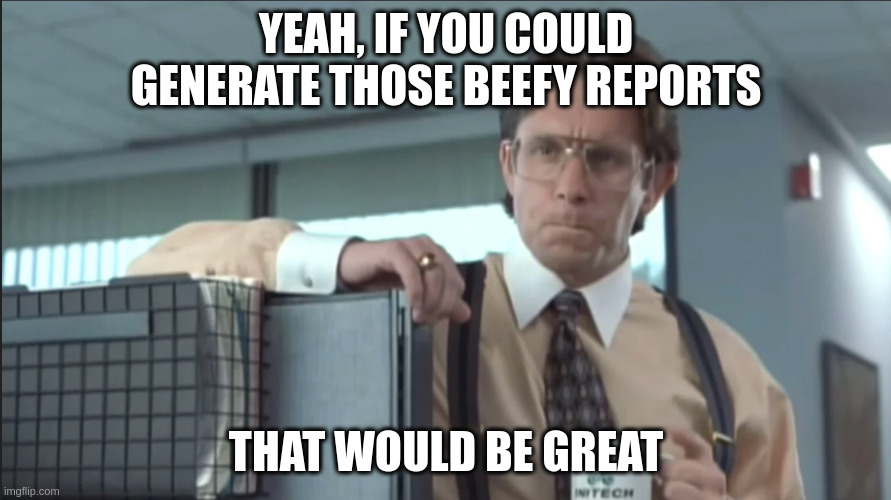 YEAH, IF YOU COULD
GENERATE THOSE BEEFY REPORTS
THAT WOULD BE GREAT
INITECH
imgflip.com